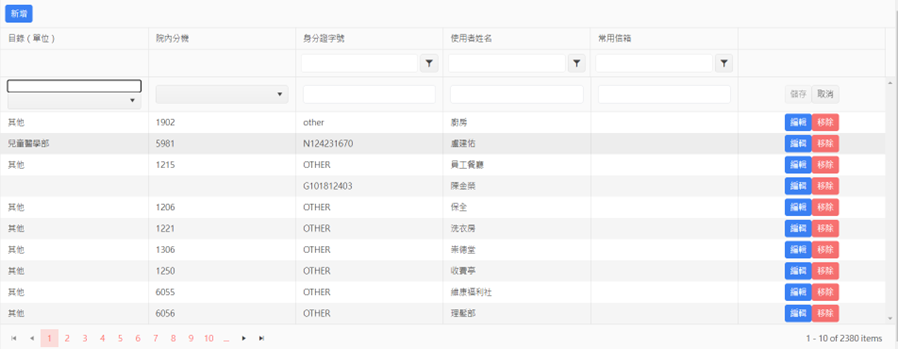 新增
目錄（單位） 院內分機 身分證字號 使用者姓名 常用信箱
儲存 取消
其他 1902 other 廚房 編輯 移除
兒童醫學部 5981 N124231670 盧建佑 編輯 移除
其他 1215 OTHER 員工餐廳 編輯 移除
G101812403 陳金榮 編輯 移除
其他 1206 OTHER 保全 編輯 移除
其他 1221 OTHER 洗衣房 編輯 移除
其他 1306 OTHER 崇德堂 編輯 移除
其他 1250 OTHER 收費亭 編輯 移除
其他 6055 OTHER 維康福利社 編輯 移除
其他 6056 OTHER 理髮部 編輯 移除
1 2 3 4 5 6 7 8 9 10 ... 1 - 10 of 2380 items